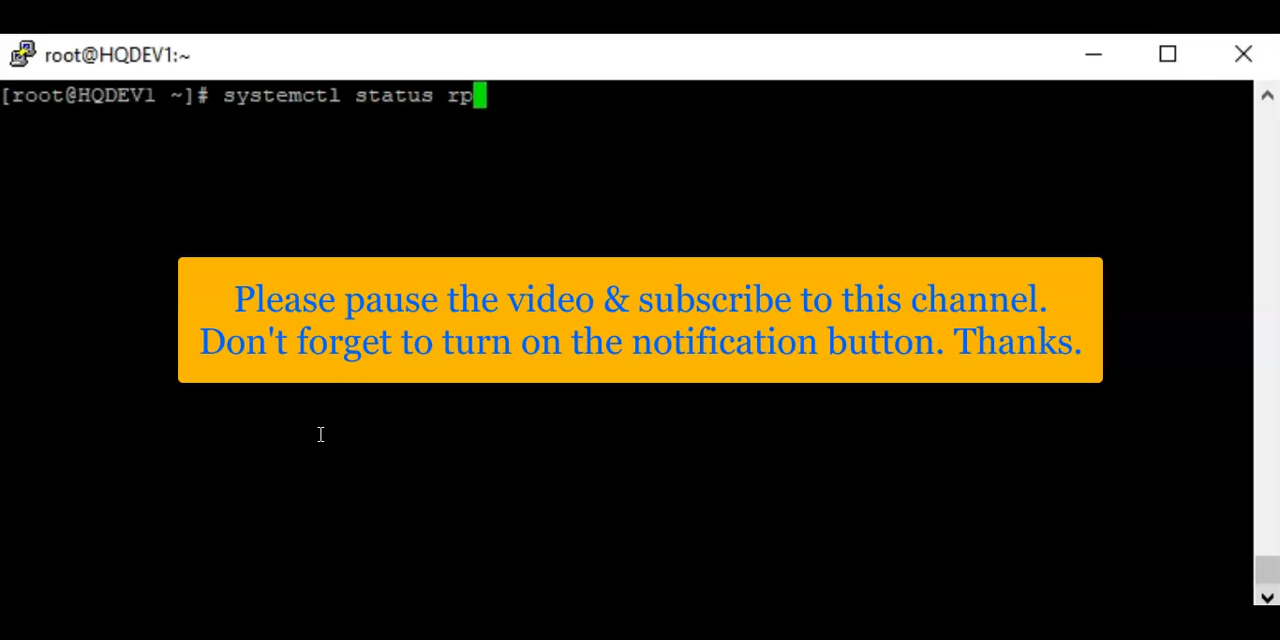 root@HQDEV1:~
[root@HQDEV1 ~]# systemctl status rp
Please pause the video & subscribe to this channel.
Don't forget to turn on the notification button. Thanks.